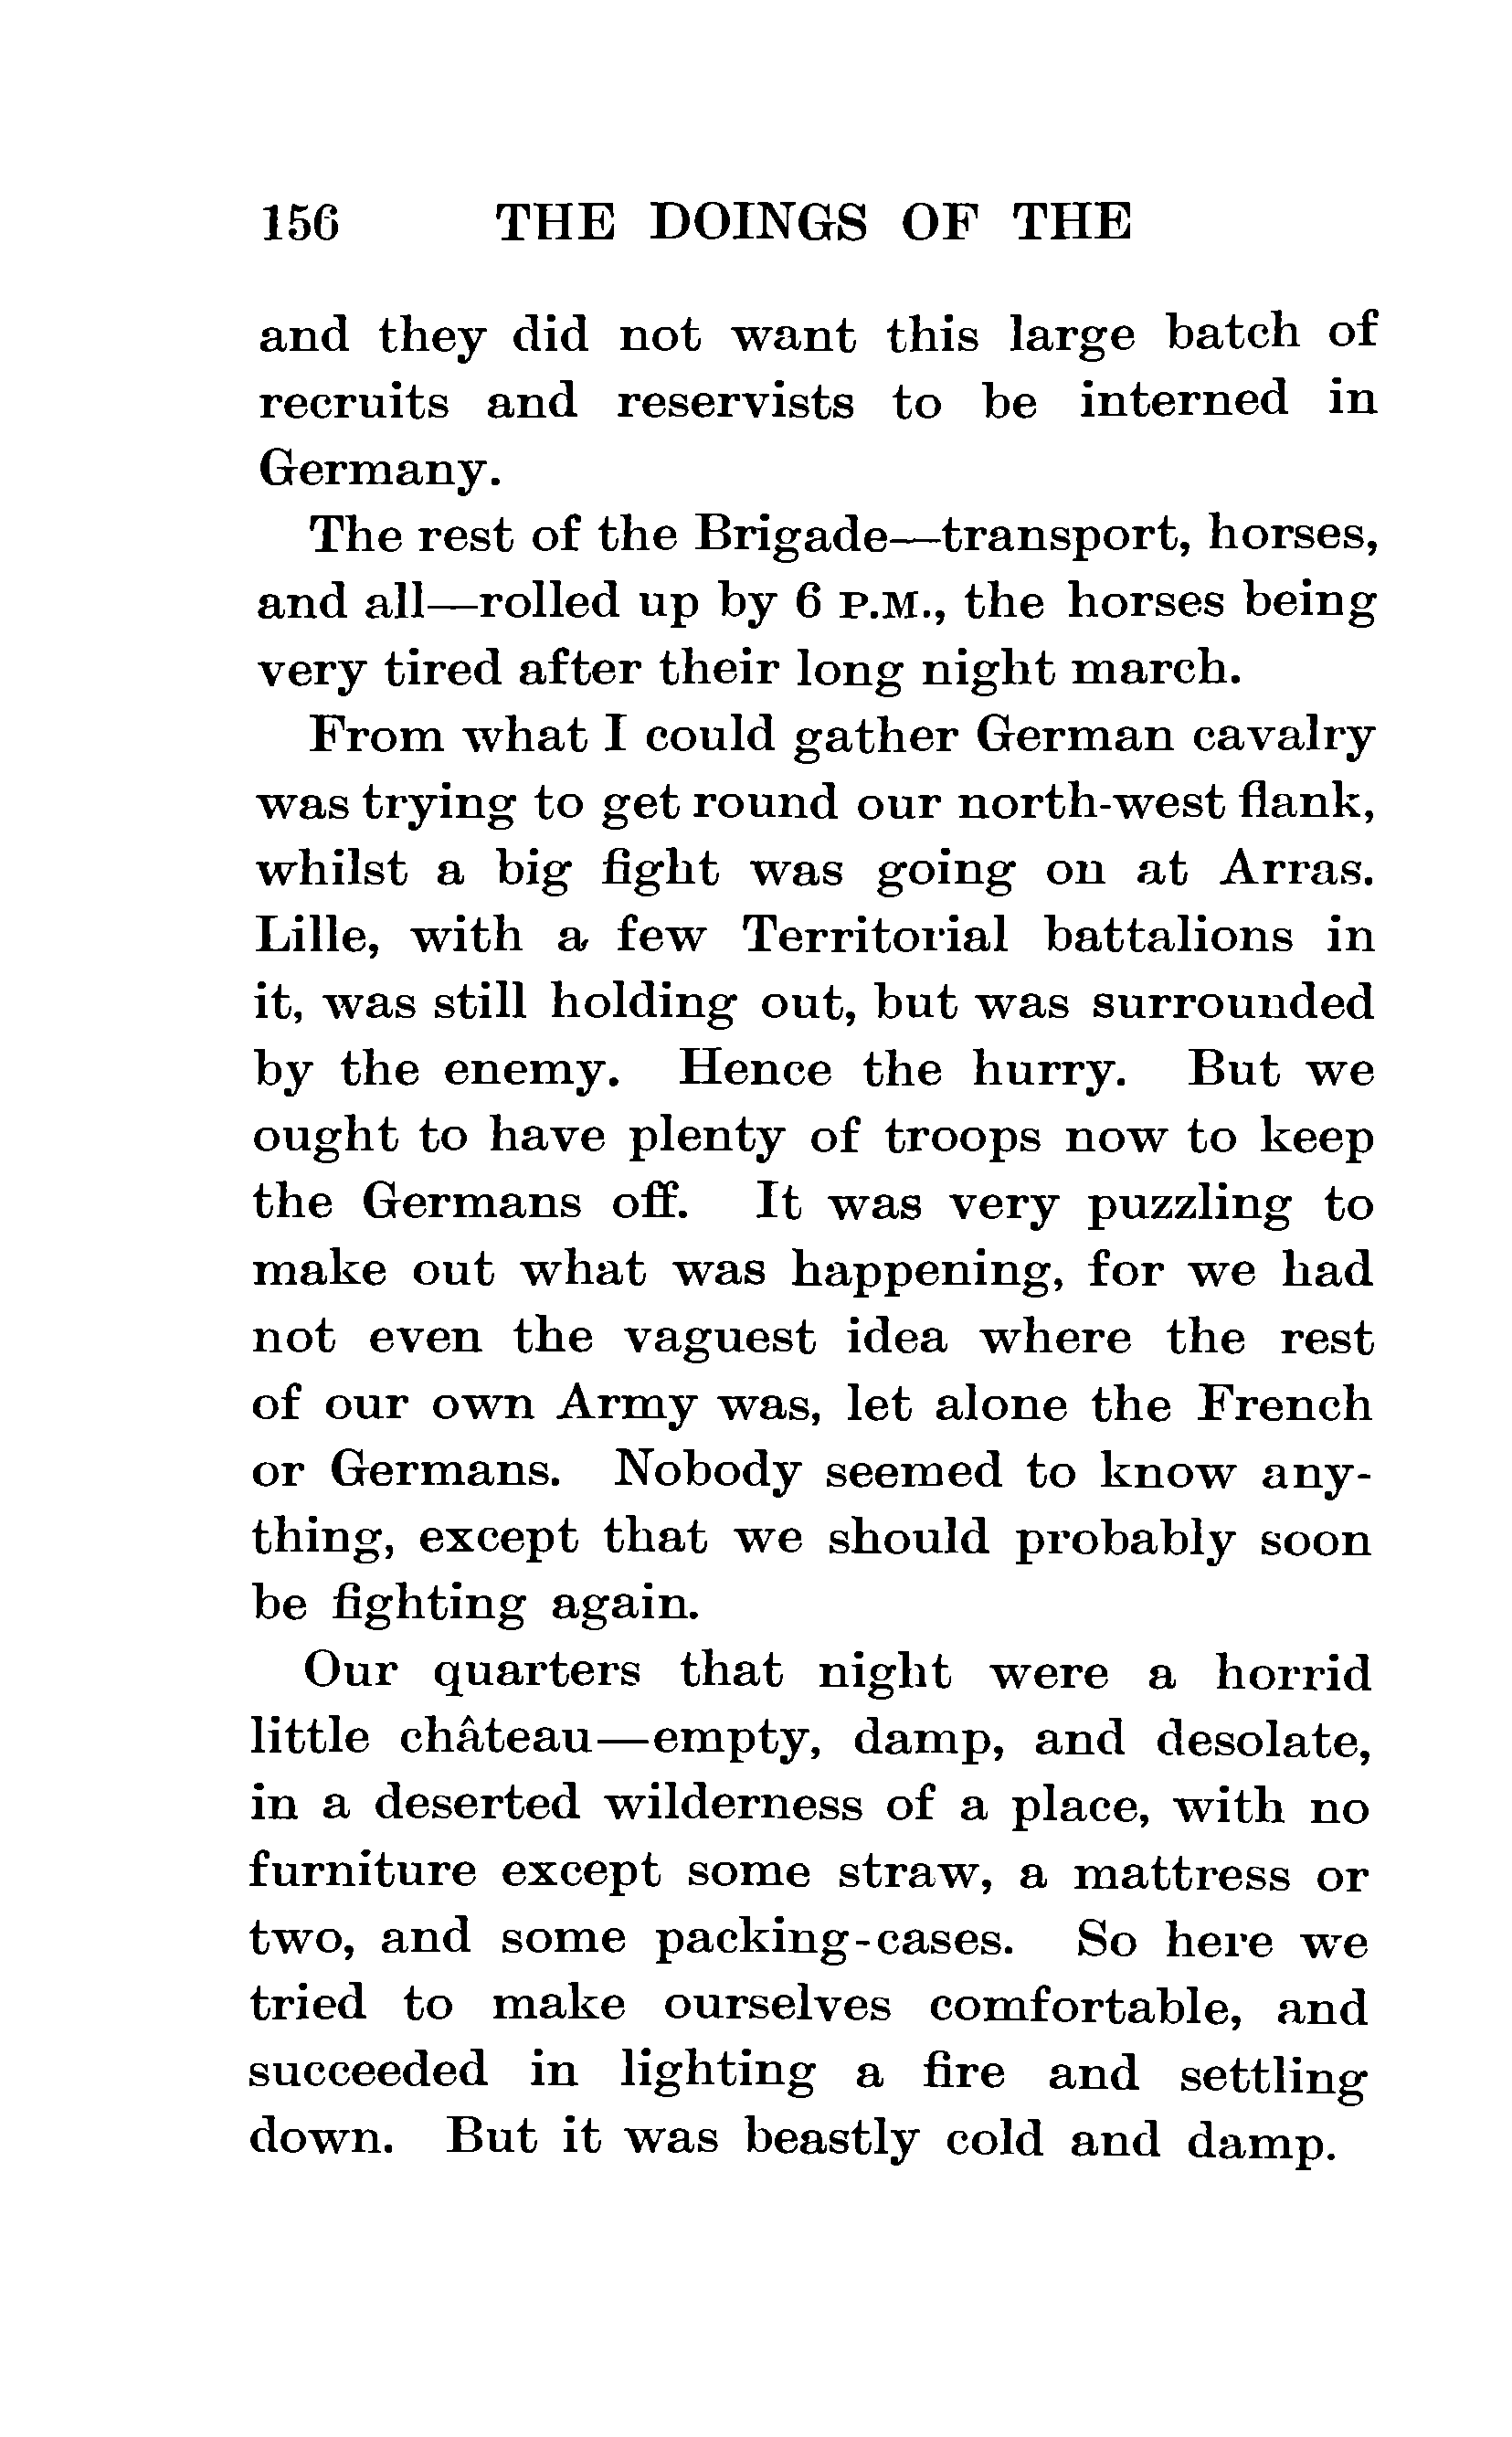 156 THE DOINGS OF THE
and they did not want this large batch of
recruits and reservists to be interned in
Germany.
The rest of the Brigade—transport, horses,
and all—rolled up by 6 P.M., the horses being
very tired after their long night march.
From what I could gather German cavalry
was trying to get round our north-west flank,
whilst a big fight was going on at Arras.
Lille, with a few Territorial battalions in
it, was still holding out, but was surrounded
by the enemy. Hence the hurry. But we
ought to have plenty of troops now to keep
the Germans off. It was very puzzling to
make out what was happening, for we had
not even the vaguest idea where the rest
of our own Army was, let alone the French
or Germans. Nobody seemed to know any-
thing, except that we should probably soon
be fighting again.
Our quarters that night were a horrid
little château—empty, damp, and desolate,
in a deserted wilderness of a place, with no
furniture except some straw, a mattress or
two, and some packing-cases. So here we
tried to make ourselves comfortable, and
succeeded in lighting a fire and settling
down. But it was beastly cold and damp.